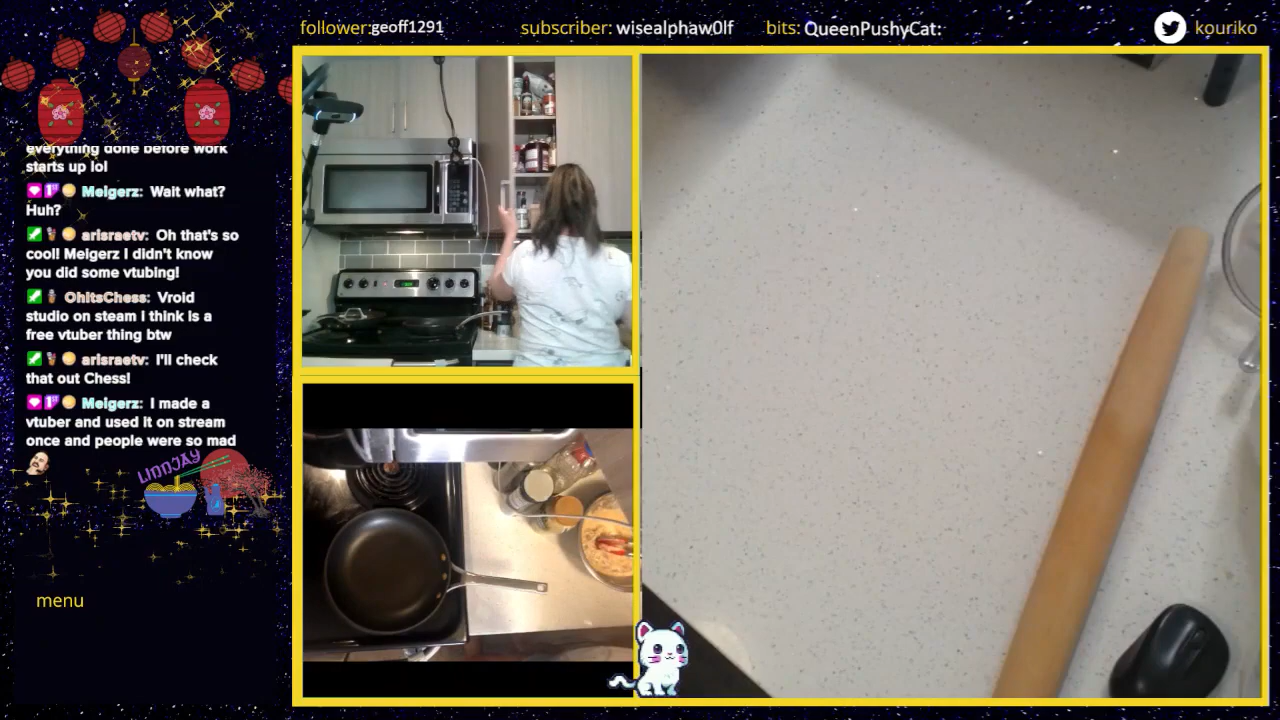 follower:geoff1291
subscriber: wisealphaw0lf
bits: QueenPushyCat:
kouriko
everything done before work
starts up lol
Meigerz: Wait what?
Huh?
arisraetv: Oh that's so
cool! Meigerz I didn't know
you did some vtubing!
OhItsChess: Vroid
studio on steam I think is a
free vtuber thing btw
arisraetv: I'll check
that out Chess!
Meigerz: I made a
vtuber and used it on stream
once and people were so mad
LINDJAY
menu